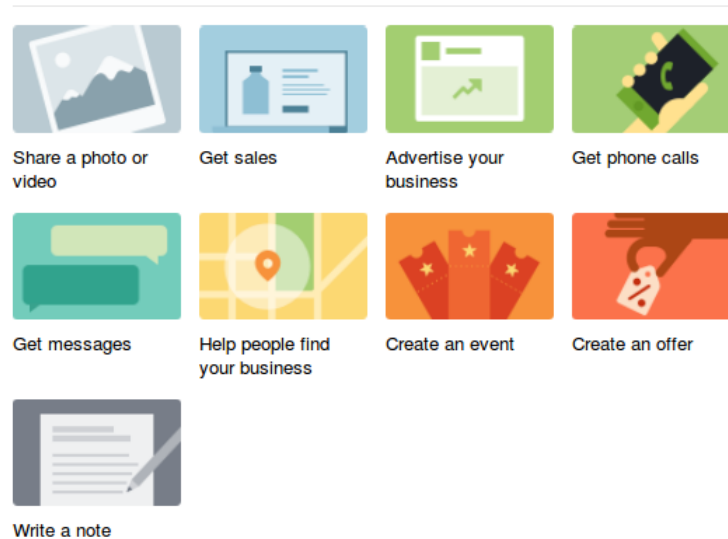 Share a photo or
video
Get sales
Advertise your
business
Get phone calls
Get messages
Help people find
your business
Create an event
Create an offer
Write a note